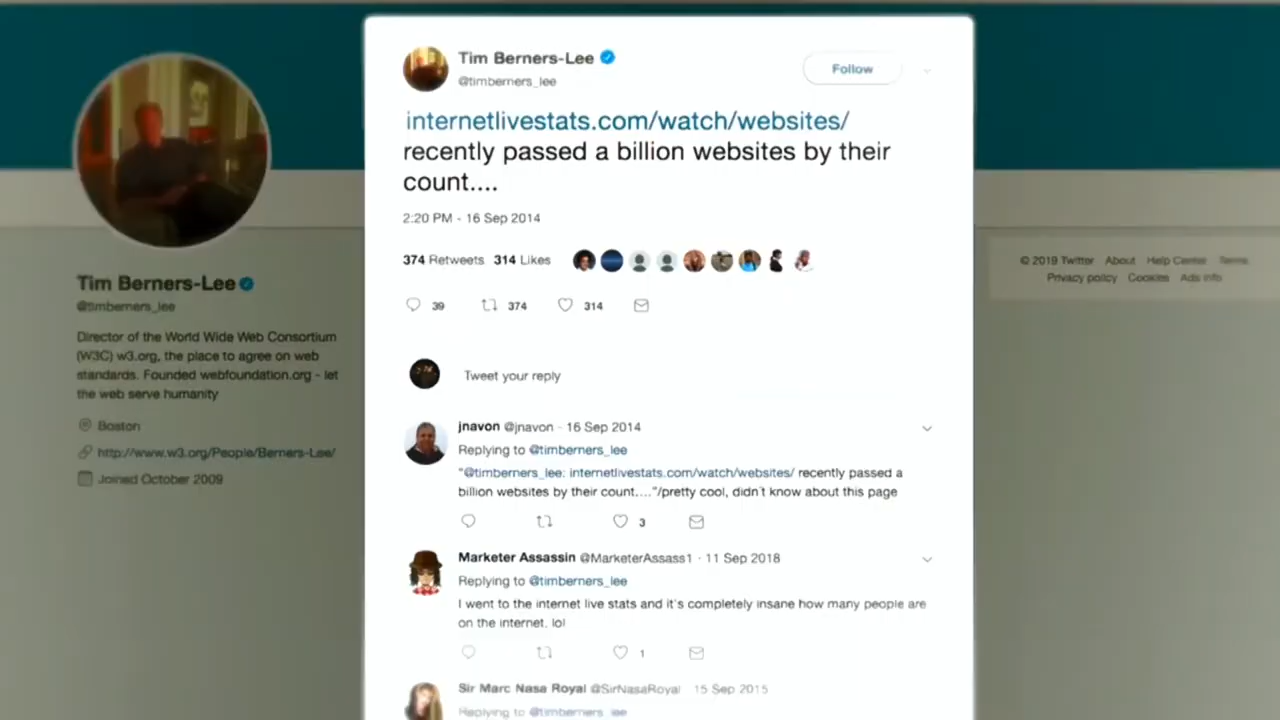 Tim Berners-Lee
@timberners_lee
Follow
internetlivestats.com/watch/websites/
recently passed a billion websites by their
count....
2:20 PM - 16 Sep 2014
374 Retweets 314 Likes
39 374 314
Tweet your reply
jnavon @jnavon · 16 Sep 2014
Replying to @timberners_lee
"@timberners_lee: internetlivestats.com/watch/websites/ recently passed a
billion websites by their count...."/pretty cool, didn't know about this page
3
Marketer Assassin @MarketerAssass1 · 11 Sep 2018
Replying to @timberners_lee
I went to the internet live stats and it's completely insane how many people are
on the internet. lol
1
Sir Marc Nasa Royal @SirNasaRoyal 15 Sep 2015
Replying to @timberners_lee
Tim Berners-Lee
@timberners_lee
Director of the World Wide Web Consortium
(W3C) w3.org, the place to agree on web
standards. Founded webfoundation.org - let
the web serve humanity
Boston
http://www.w3.org/People/Berners-Lee/
Joined October 2009
© 2019 Twitter About Help Center Terms
Privacy policy Cookies Ads info